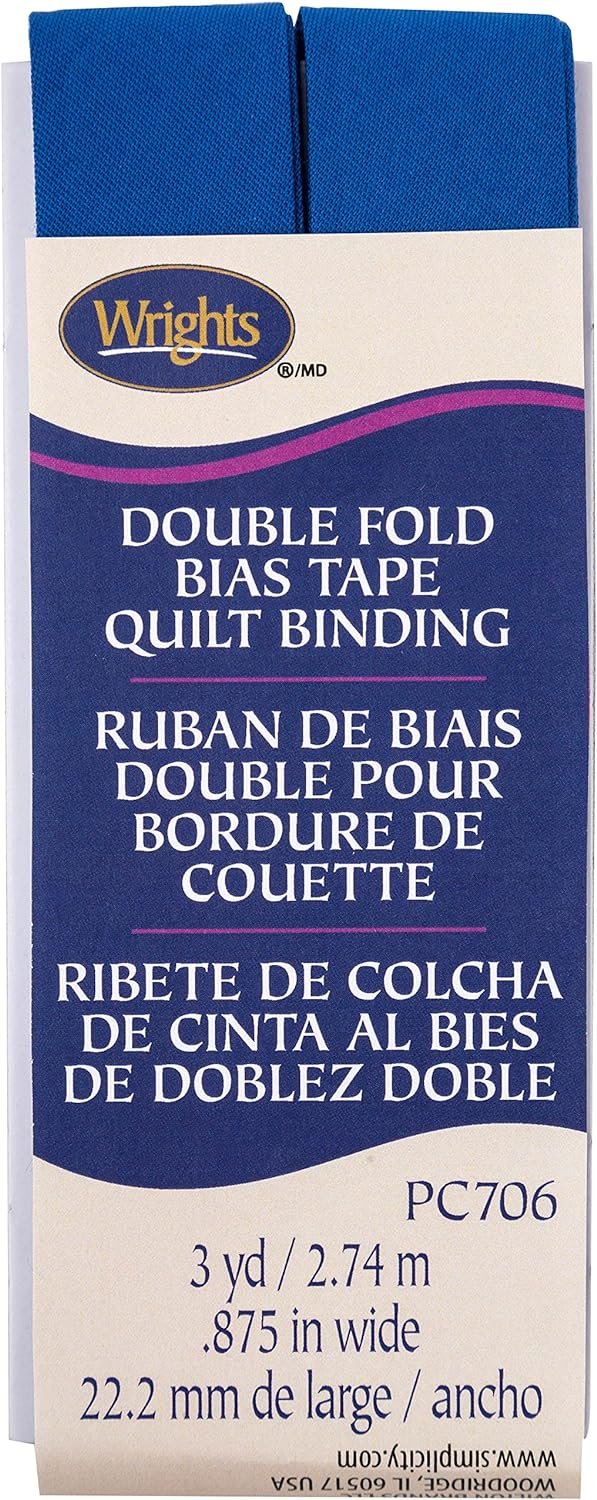 Wrights
®/MD
DOUBLE FOLD
BIAS TAPE
QUILT BINDING
RUBAN DE BIAIS
DOUBLE POUR
BORDURE DE
COUETTE
RIBETE DE COLCHA
DE CINTA AL BIES
DE DOBLEZ DOBLE
PC706
3 yd / 2.74 m
.875 in wide
22.2 mm de large / ancho
www.simplicity.com
WOODRIDGE, IL 60517 USA